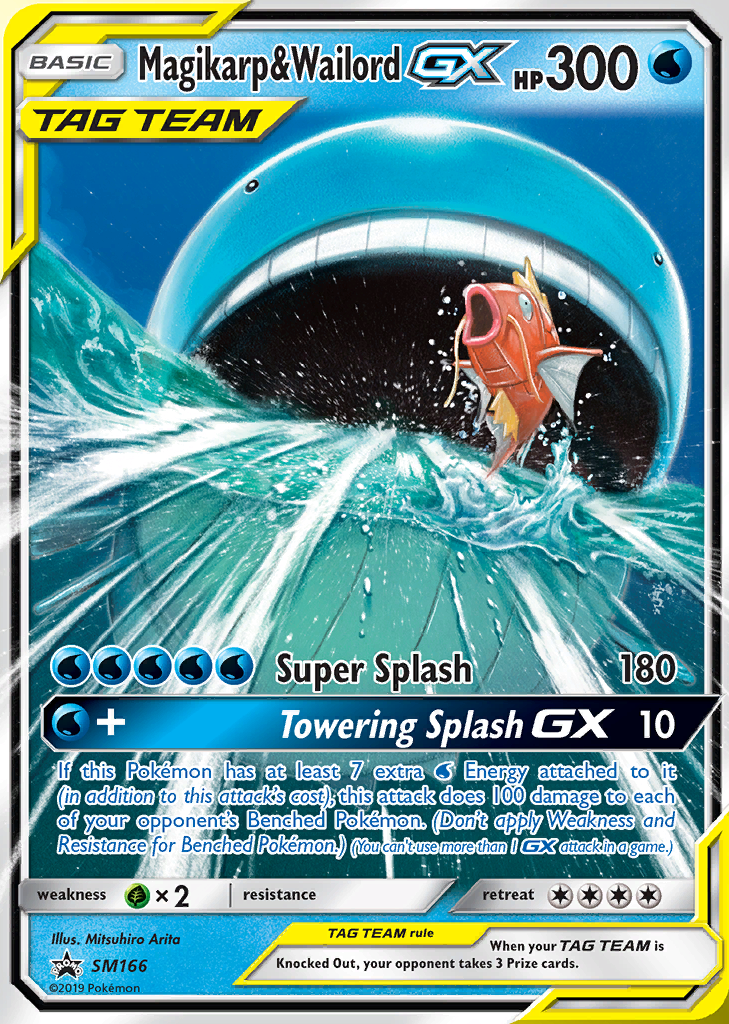 BASIC Magikarp&Wailord GX HP300
TAG TEAM
Super Splash 180
+ Towering Splash GX 10
If this Pokémon has at least 7 extra Energy attached to it
(in addition to this attack's cost), this attack does 100 damage to each
of your opponent's Benched Pokémon. (Don't apply Weakness and
Resistance for Benched Pokémon.) (You can't use more than 1 GX attack in a game.)
weakness ×2 resistance retreat
Illus. Mitsuhiro Arita
TAG TEAM rule
When your TAG TEAM is
Knocked Out, your opponent takes 3 Prize cards.
PROMO SM166
©2019 Pokémon